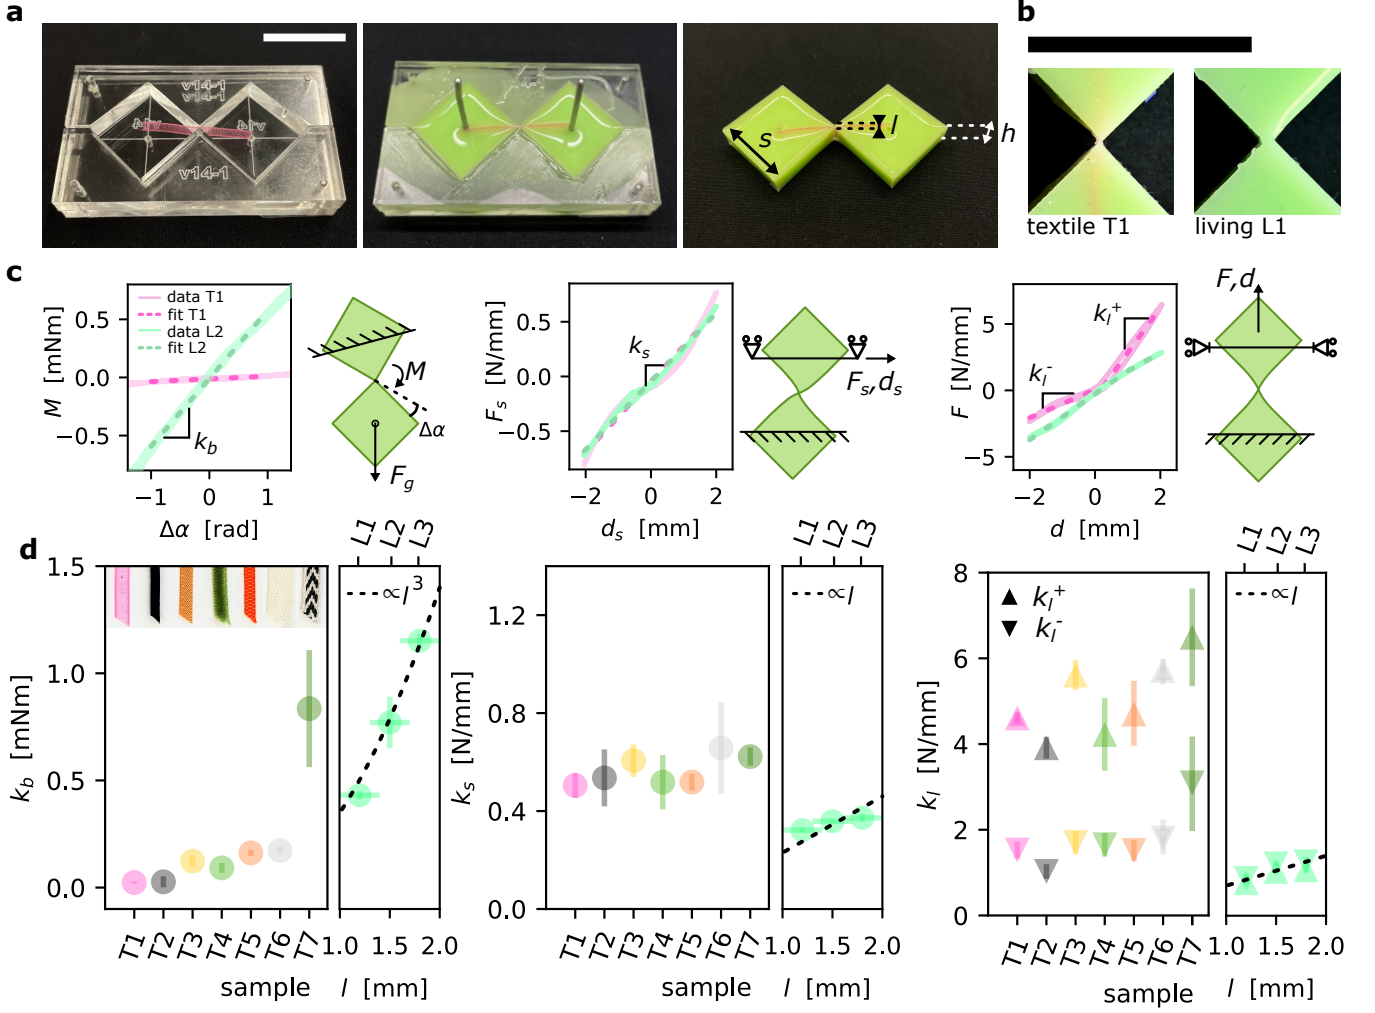 a
b
v14-1
v14-1
v14-1
s
l
h
textile T1
living L1
c
M [mNm]
0.5
0.0
−0.5
data T1
fit T1
data L2
fit L2
k_b
−1
0
1
Δα [rad]
M
Δα
F_g
F_s [N/mm]
0.5
0.0
−0.5
k_s
−2
0
2
d_s [mm]
F_s,d_s
F [N/mm]
5
0
−5
k_l^+
k_l^-
−2
0
2
d [mm]
F,d
d
k_b [mNm]
1.5
1.0
0.5
0.0
T1 T2 T3 T4 T5 T6 T7
sample
L1 L2 L3
∝l^3
1.0
2.0
l [mm]
k_s [N/mm]
1.2
0.8
0.4
0.0
T1 T2 T3 T4 T5 T6 T7
sample
L1 L2 L3
∝l
1.0 1.5 2.0
l [mm]
k_l [N/mm]
8
6
4
2
0
k_l^+
k_l^-
T1 T2 T3 T4 T5 T6 T7
sample
L1 L2 L3
∝l
1.0 1.5 2.0
l [mm]